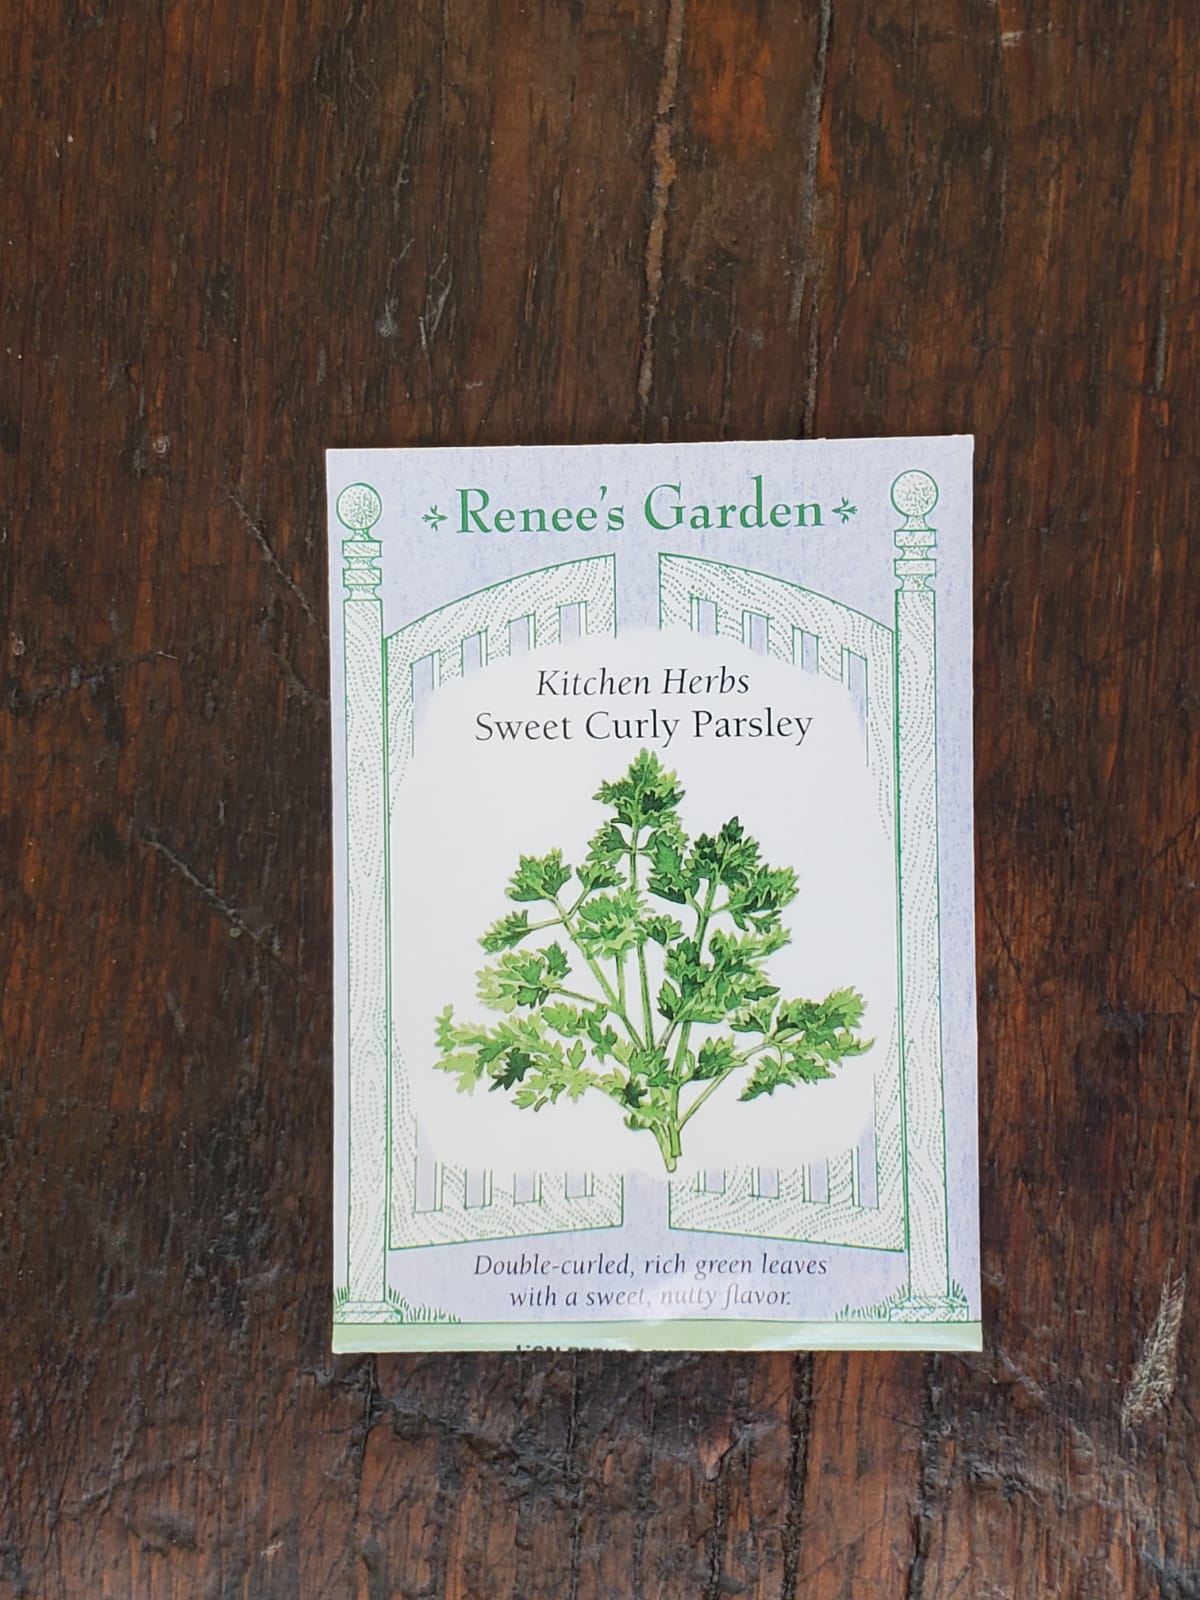 Renee's Garden
Kitchen Herbs
Sweet Curly Parsley
Double-curled, rich green leaves
with a sweet, nutty flavor.